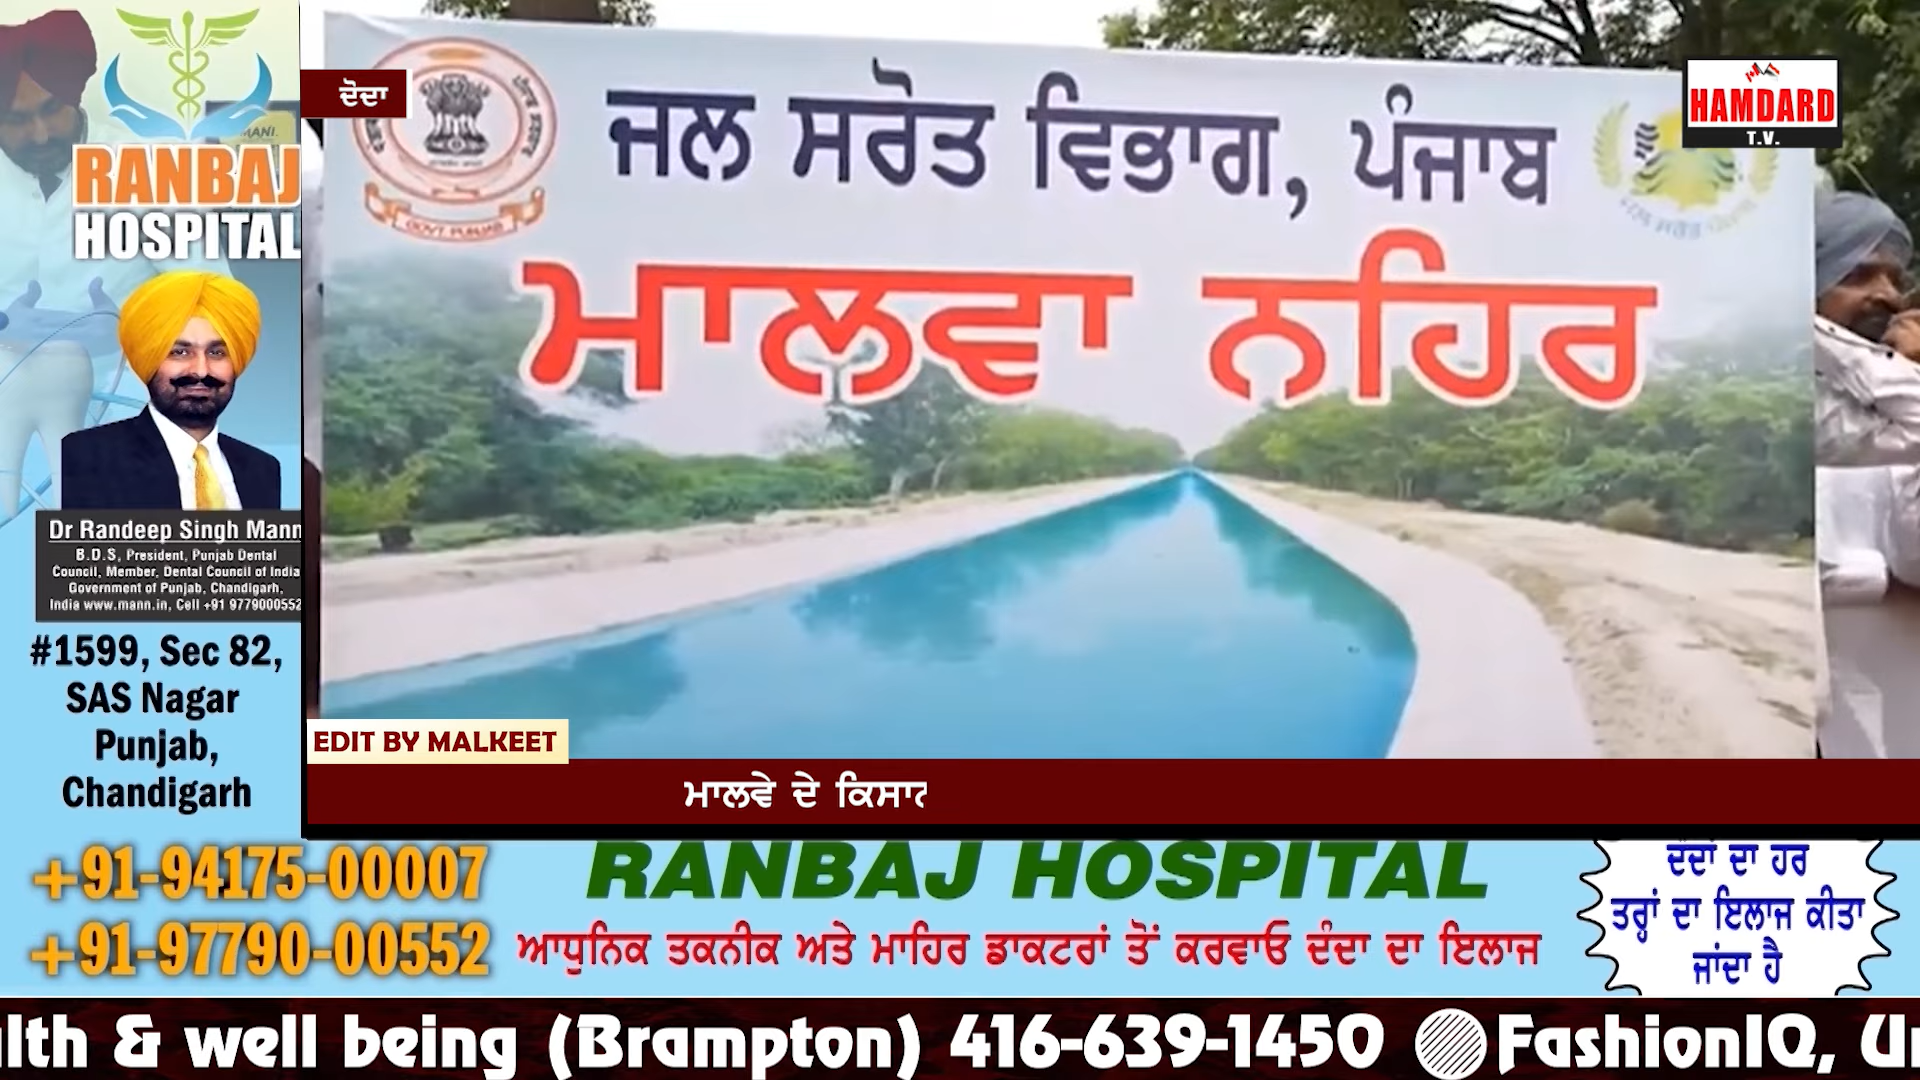 RANBAJ
HOSPITAL
Dr Randeep Singh Mann
B.D.S, President, Punjab Dental
Council, Member, Dental Council of India
Government of Punjab, Chandigarh,
India www.mann.in, Cell +91 9779000552
#1599, Sec 82,
SAS Nagar
Punjab,
Chandigarh
ਦੋਦਾ
GOVT PUNJAB
ਜਲ ਸਰੋਤ ਵਿਭਾਗ, ਪੰਜਾਬ
ਮਾਲਵਾ ਨਹਿਰ
HAMDARD
T.V.
EDIT BY MALKEET
ਮਾਲਵੇ ਦੇ
+91-94175-00007
+91-97790-00552
RANBAJ HOSPITAL
ਆਧੁਨਿਕ ਤਕਨੀਕ ਅਤੇ ਮਾਹਿਰ ਡਾਕਟਰਾਂ ਤੋਂ ਕਰਵਾਓ ਦੰਦਾ ਦਾ ਇਲਾਜ
ਦੰਦਾਂ ਦਾ ਹਰ
ਤਰ੍ਹਾਂ ਦਾ ਇਲਾਜ ਕੀਤਾ
ਜਾਂਦਾ ਹੈ
lth & well being (Brampton) 416-639-1450 FashionIQ,